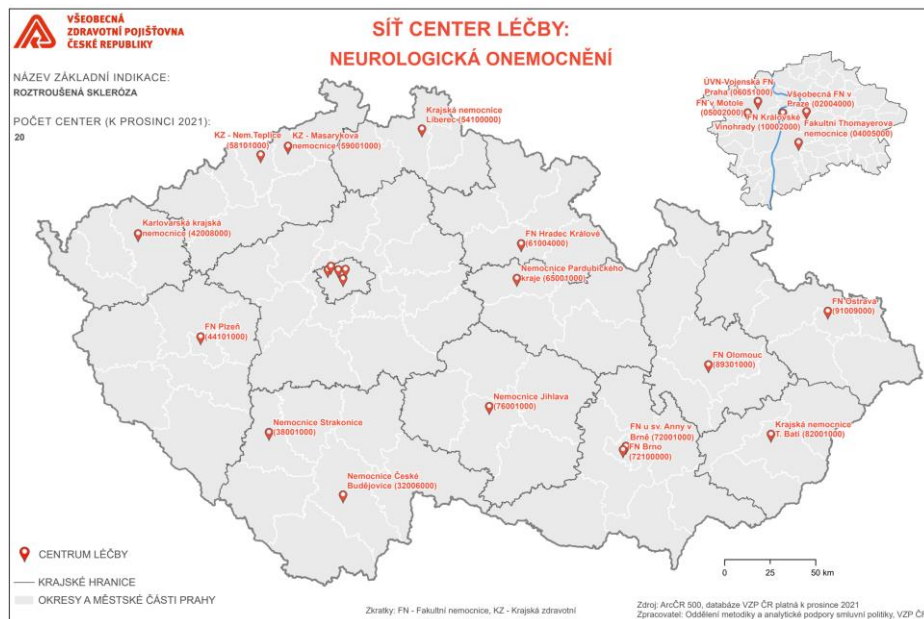 VŠEOBECNÁ
ZDRAVOTNÍ POJIŠŤOVNA
ČESKÉ REPUBLIKY
SÍŤ CENTER LÉČBY:
NEUROLOGICKÁ ONEMOCNĚNÍ
NÁZEV ZÁKLADNÍ INDIKACE:
ROZTROUŠENÁ SKLERÓZA
POČET CENTER (K PROSINCI 2021):
20
ÚVN-Vojenská FN
Praha (06051000)
Všeobecná FN v
Praze (02004000)
FN v Motole
(05002000)
FN Královské
Vinohrady (10002000)
Fakultní Thomayerova
nemocnice (04005000)
Krajská nemocnice
Liberec (54100000)
KZ - Nem.Teplice
(58101000)
KZ - Masarykova
nemocnice (59001000)
Karlovarská krajská
nemocnice (42008000)
FN Hradec Králové
(61004000)
Nemocnice Pardubického
kraje (65001000)
FN Ostrava
(91009000)
FN Plzeň
(44101000)
FN Olomouc
(89301000)
Nemocnice Jihlava
(76001000)
Nemocnice Strakonice
(38001000)
FN u sv. Anny v
Brně (72001000)
FN Brno
(72100000)
Krajská nemocnice
T. Bati (82001000)
Nemocnice České
Budějovice (32006000)
CENTRUM LÉČBY
KRAJSKÉ HRANICE
OKRESY A MĚSTSKÉ ČÁSTI PRAHY
0 25 50 km
Zkratky: FN - Fakultní nemocnice, KZ - Krajská zdravotní
Zdroj: ArcČR 500, databáze VZP ČR platná k prosince 2021
Zpracovatel: Oddělení metodiky a analytické podpory smluvní politiky, VZP ČR